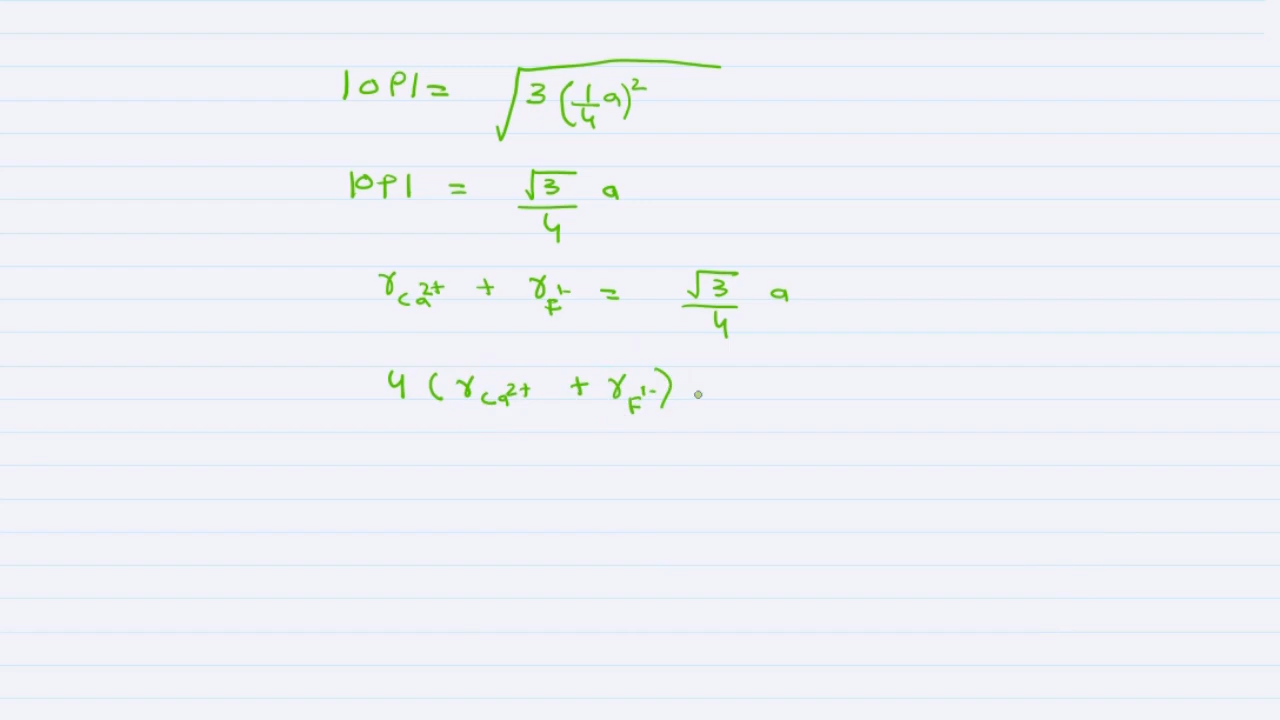 |OP| = √3(1/4 a)²
|OP| = √3/4 a
r_Ca²⁺ + r_F¹⁻ = √3/4 a
4 (r_Ca²⁺ + r_F¹⁻)